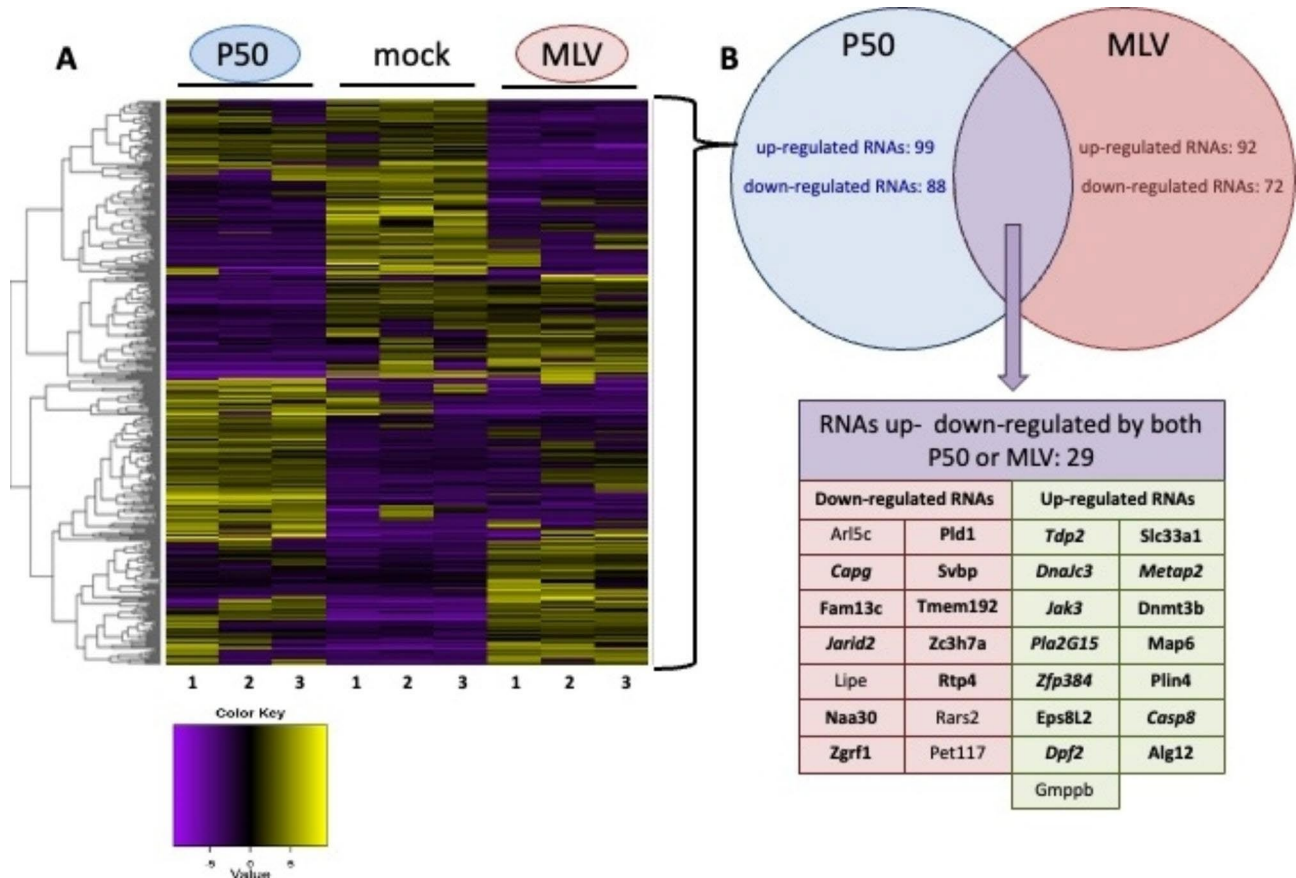 A
P50
mock
MLV
1 2 3 1 2 3 1 2 3
Color Key
-5 0 5
Value
B
P50
MLV
up-regulated RNAs: 99
down-regulated RNAs: 88
up-regulated RNAs: 92
down-regulated RNAs: 72
RNAs up- down-regulated by both
P50 or MLV: 29
Down-regulated RNAs Up-regulated RNAs
Arl5c Pld1 Tdp2 Slc33a1
Capg Svbp DnaJc3 Metap2
Fam13c Tmem192 Jak3 Dnmt3b
Jarid2 Zc3h7a Pla2G15 Map6
Lipe Rtp4 Zfp384 Plin4
Naa30 Rars2 Eps8L2 Casp8
Zgrf1 Pet117 Dpf2 Alg12
Gmppb